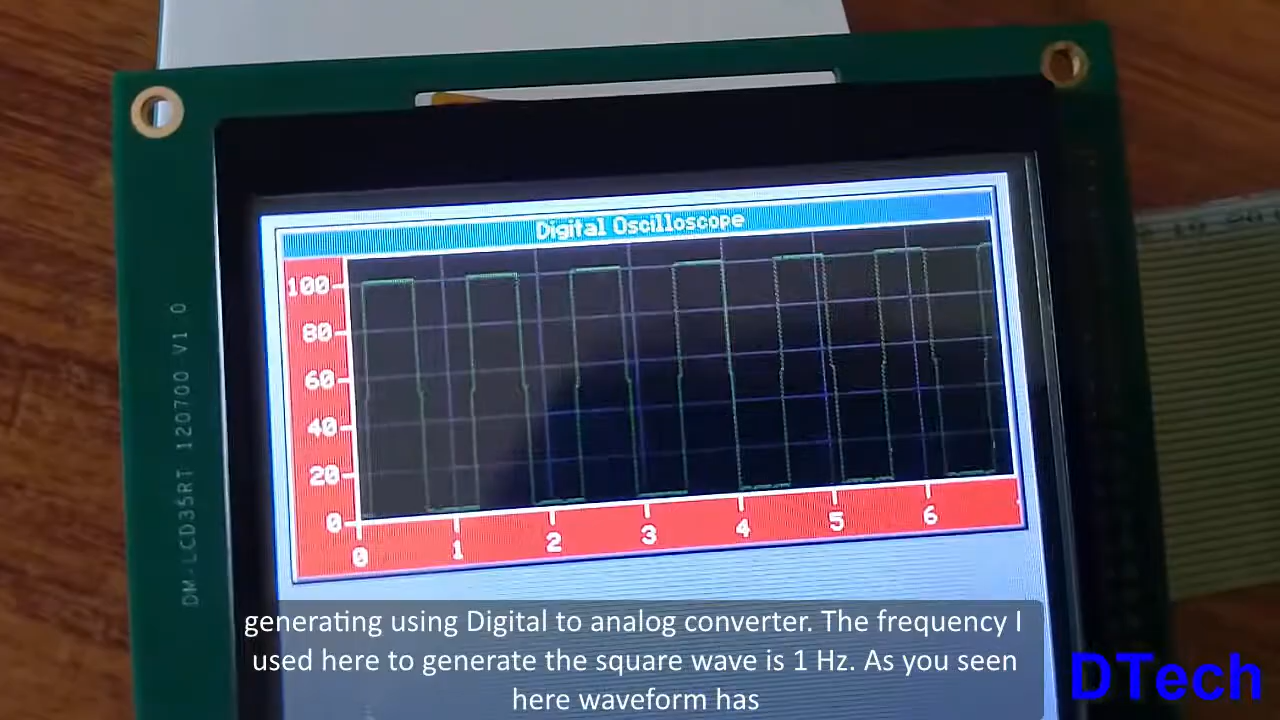 Digital Oscilloscope
100
80
60
40
20
0
0 1 2 3 4 5 6
DM-LCD35RT 120700 V1 0
generating using Digital to analog converter. The frequency I
used here to generate the square wave is 1 Hz. As you seen
here waveform has
DTech